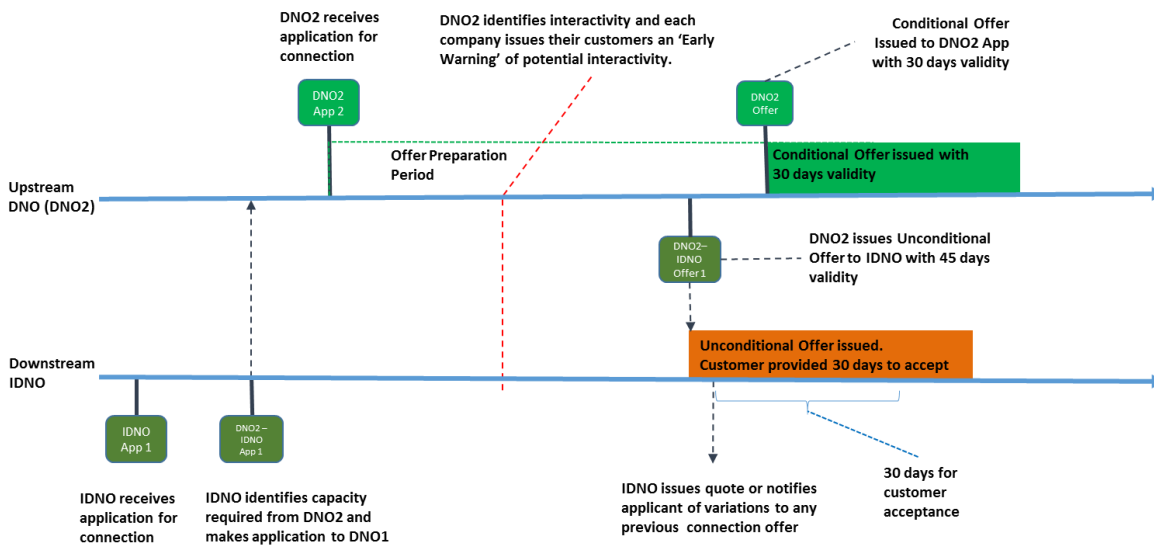 DNO2 receives
application for
connection
DNO2 identifies interactivity and each
company issues their customers an ‘Early
Warning’ of potential interactivity.
Conditional Offer
Issued to DNO2 App
with 30 days validity
DNO2
App 2
DNO2
Offer
Offer Preparation
Period
Conditional Offer issued with
30 days validity
Upstream
DNO (DNO2)
DNO2–
IDNO
Offer 1
DNO2 issues Unconditional
Offer to IDNO with 45 days
validity
Unconditional Offer issued.
Customer provided 30 days to accept
Downstream
IDNO
IDNO
App 1
DNO2 –
IDNO
App 1
IDNO receives
application for
connection
IDNO identifies capacity
required from DNO2 and
makes application to DNO1
IDNO issues quote or notifies
applicant of variations to any
previous connection offer
30 days for
customer
acceptance